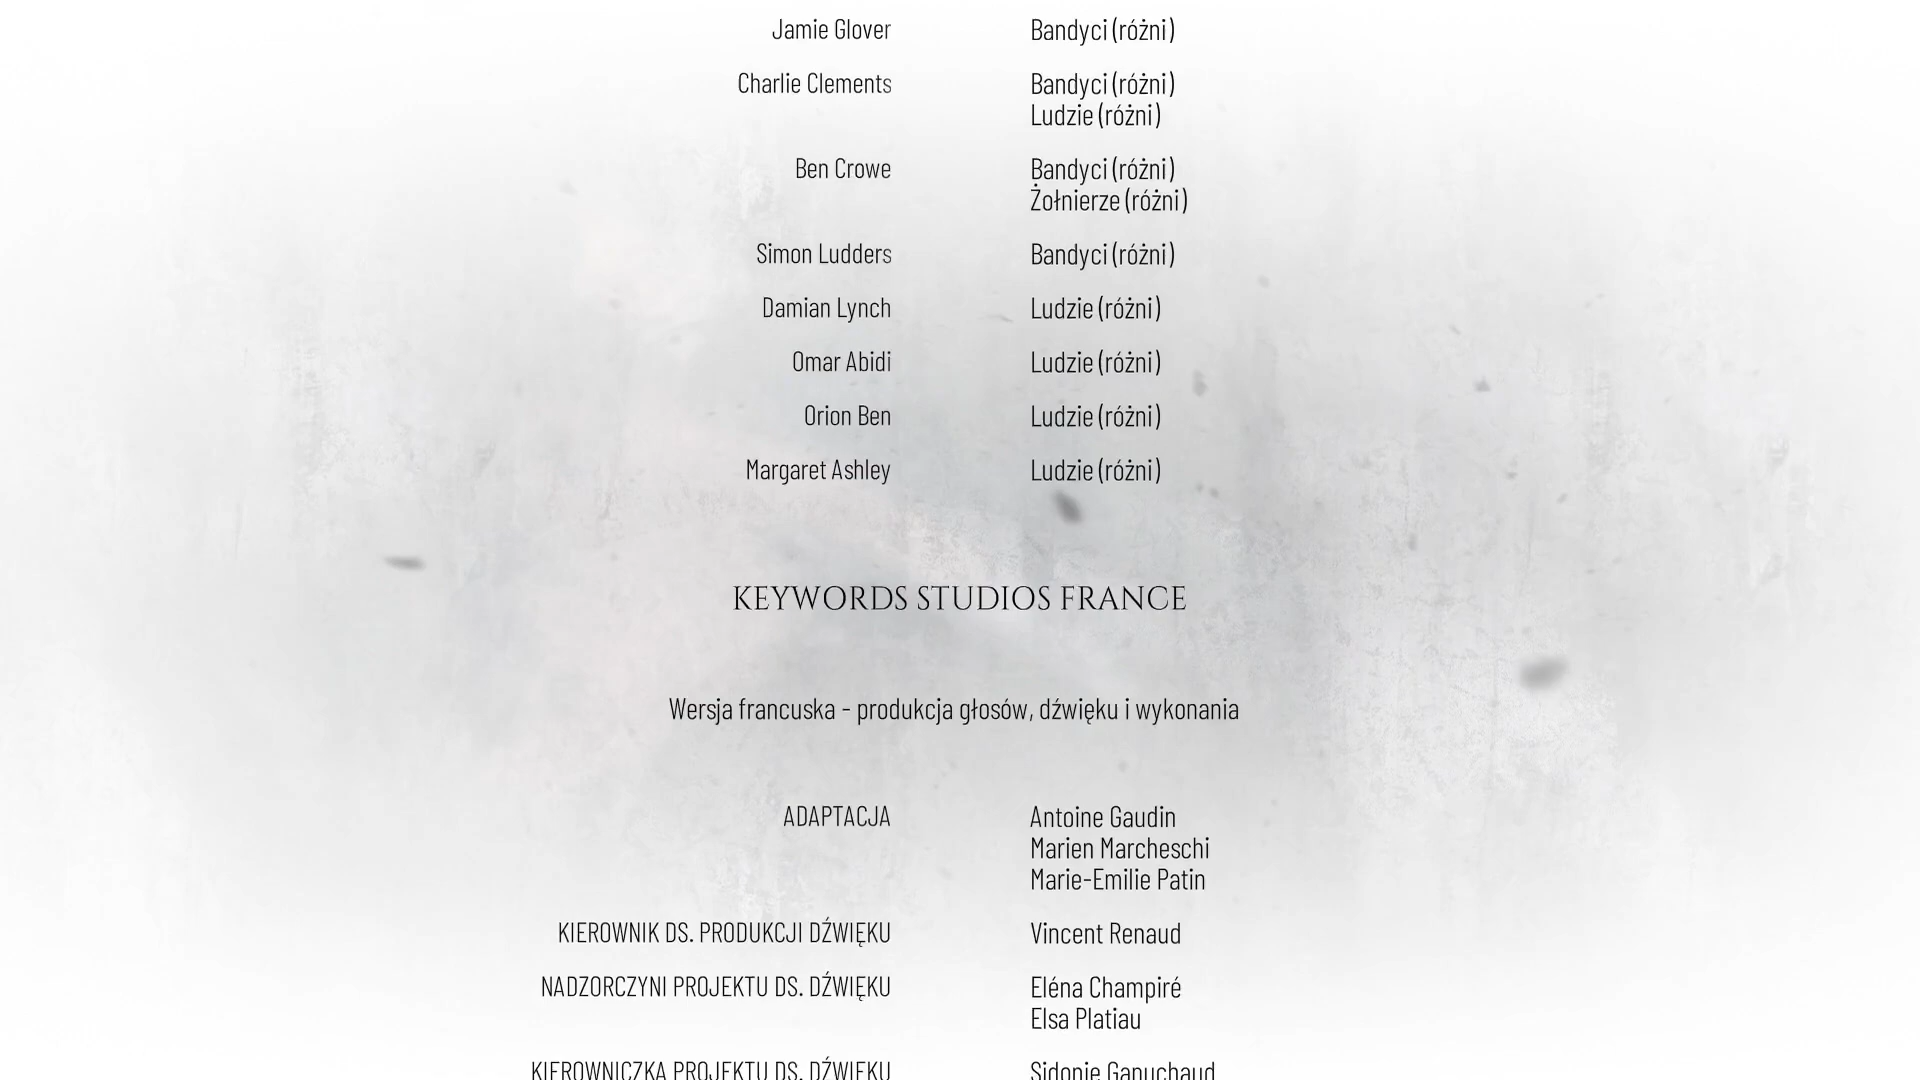 Jamie Glover Bandyci (różni)
Charlie Clements Bandyci (różni)
Ludzie (różni)
Ben Crowe Bandyci (różni)
Żołnierze (różni)
Simon Ludders Bandyci (różni)
Damian Lynch Ludzie (różni)
Omar Abidi Ludzie (różni)
Orion Ben Ludzie (różni)
Margaret Ashley Ludzie (różni)
KEYWORDS STUDIOS FRANCE
Wersja francuska - produkcja głosów, dźwięku i wykonania
ADAPTACJA Antoine Gaudin
Marien Marcheschi
Marie-Emilie Patin
KIEROWNIK DS. PRODUKCJI DŹWIĘKU Vincent Renaud
NADZORCZYNI PROJEKTU DS. DŹWIĘKU Eléna Champiré
Elsa Platiau
KIEROWNICZKA PROJEKTU DS. DŹWIĘKU Sidonie